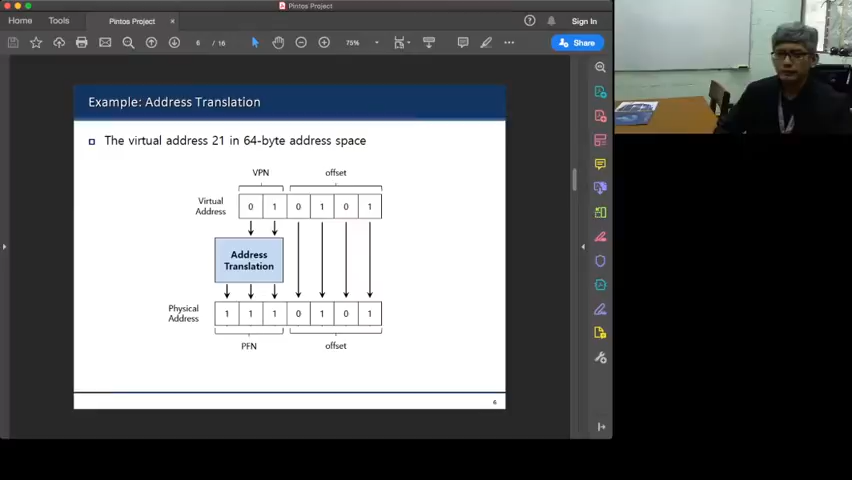 Pintos Project
Home
Tools
Pintos Project
×
Sign In
6 / 16
75%
Share
Example: Address Translation
The virtual address 21 in 64-byte address space
VPN
offset
Virtual
Address
0 1 0 1 0 1
Address
Translation
Physical
Address
1 1 1 0 1 0 1
PFN
offset
6